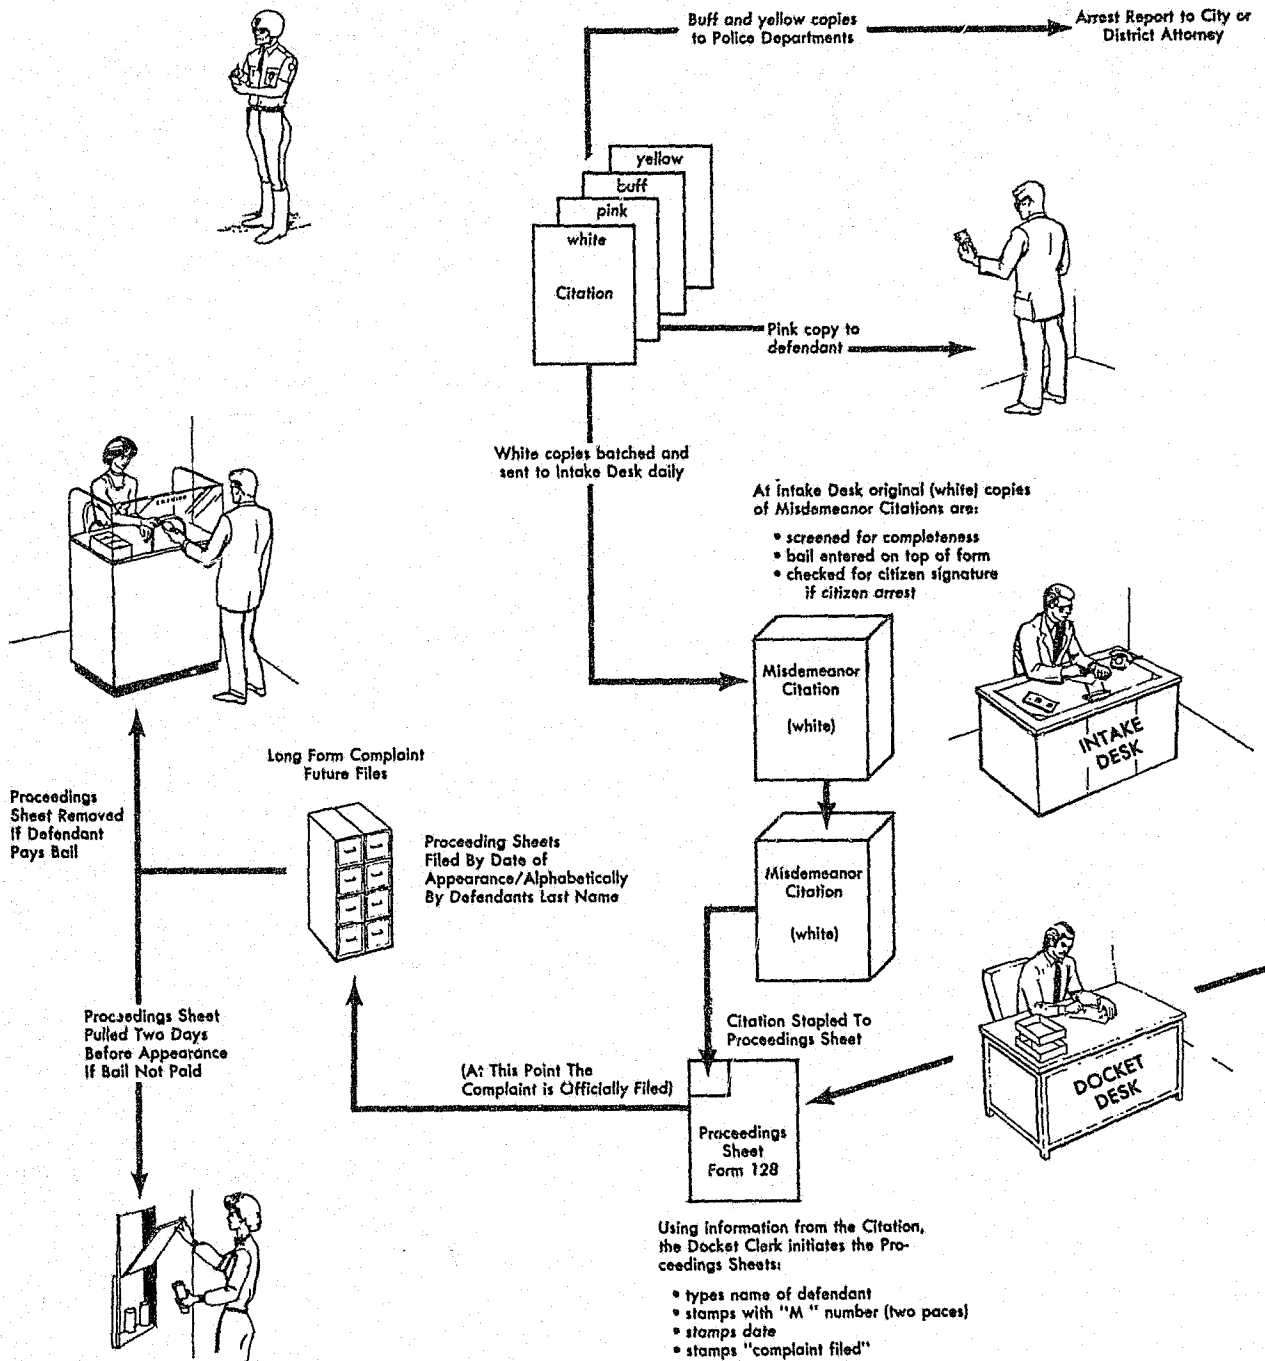 Buff and yellow copies
to Police Departments
Arrest Report to City or
District Attorney
yellow
buff
pink
white
Citation
Pink copy to
defendant
White copies batched and
sent to Intake Desk daily
At Intake Desk original (white) copies
of Misdemeanor Citations are:
• screened for completeness
• bail entered on top of form
• checked for citizen signature
if citizen arrest
CASHIER
Misdemeanor
Citation
(white)
INTAKE
DESK
Long Form Complaint
Future Files
Proceedings
Sheet Removed
If Defendant
Pays Bail
Proceeding Sheets
Filed By Date of
Appearance/Alphabetically
By Defendants Last Name
Misdemeanor
Citation
(white)
Proceedings Sheet
Pulled Two Days
Before Appearance
If Bail Not Paid
Citation Stapled To
Proceedings Sheet
(At This Point The
Complaint is Officially Filed)
DOCKET
DESK
Proceedings
Sheet
Form 128
Using information from the Citation,
the Docket Clerk initiates the Pro-
ceedings Sheets:
• types name of defendant
• stamps with "M" number (two paces)
• stamps date
• stamps "complaint filed"